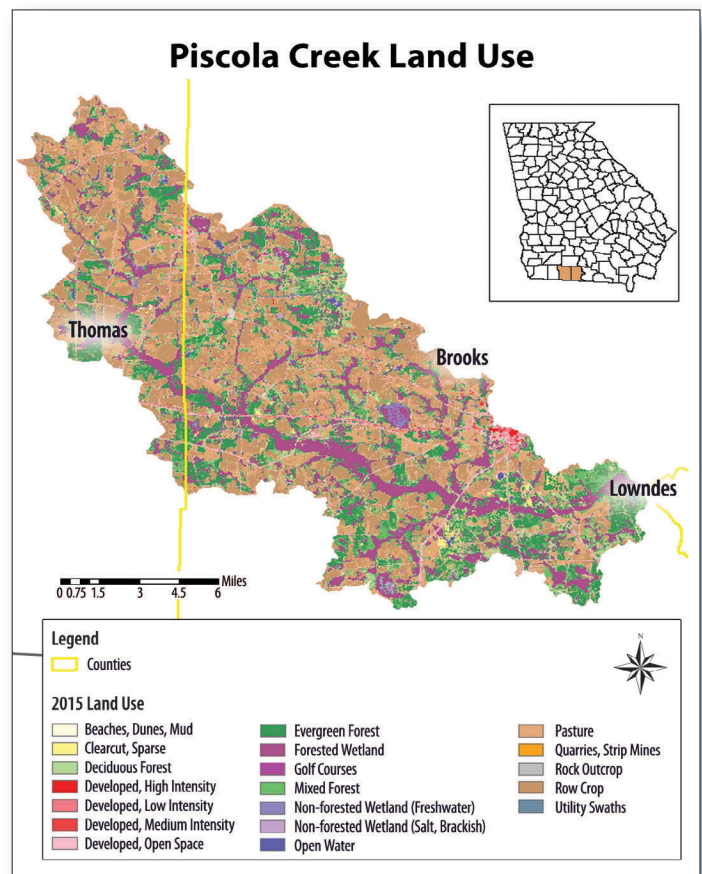 Piscola Creek Land Use
Thomas
Brooks
Lowndes
Miles
0 0.75 1.5 3 4.5 6
Legend
N
Counties
2015 Land Use
Beaches, Dunes, Mud
Clearcut, Sparse
Deciduous Forest
Developed, High Intensity
Developed, Low Intensity
Developed, Medium Intensity
Developed, Open Space
Evergreen Forest
Forested Wetland
Golf Courses
Mixed Forest
Non-forested Wetland (Freshwater)
Non-forested Wetland (Salt, Brackish)
Open Water
Pasture
Quarries, Strip Mines
Rock Outcrop
Row Crop
Utility Swaths